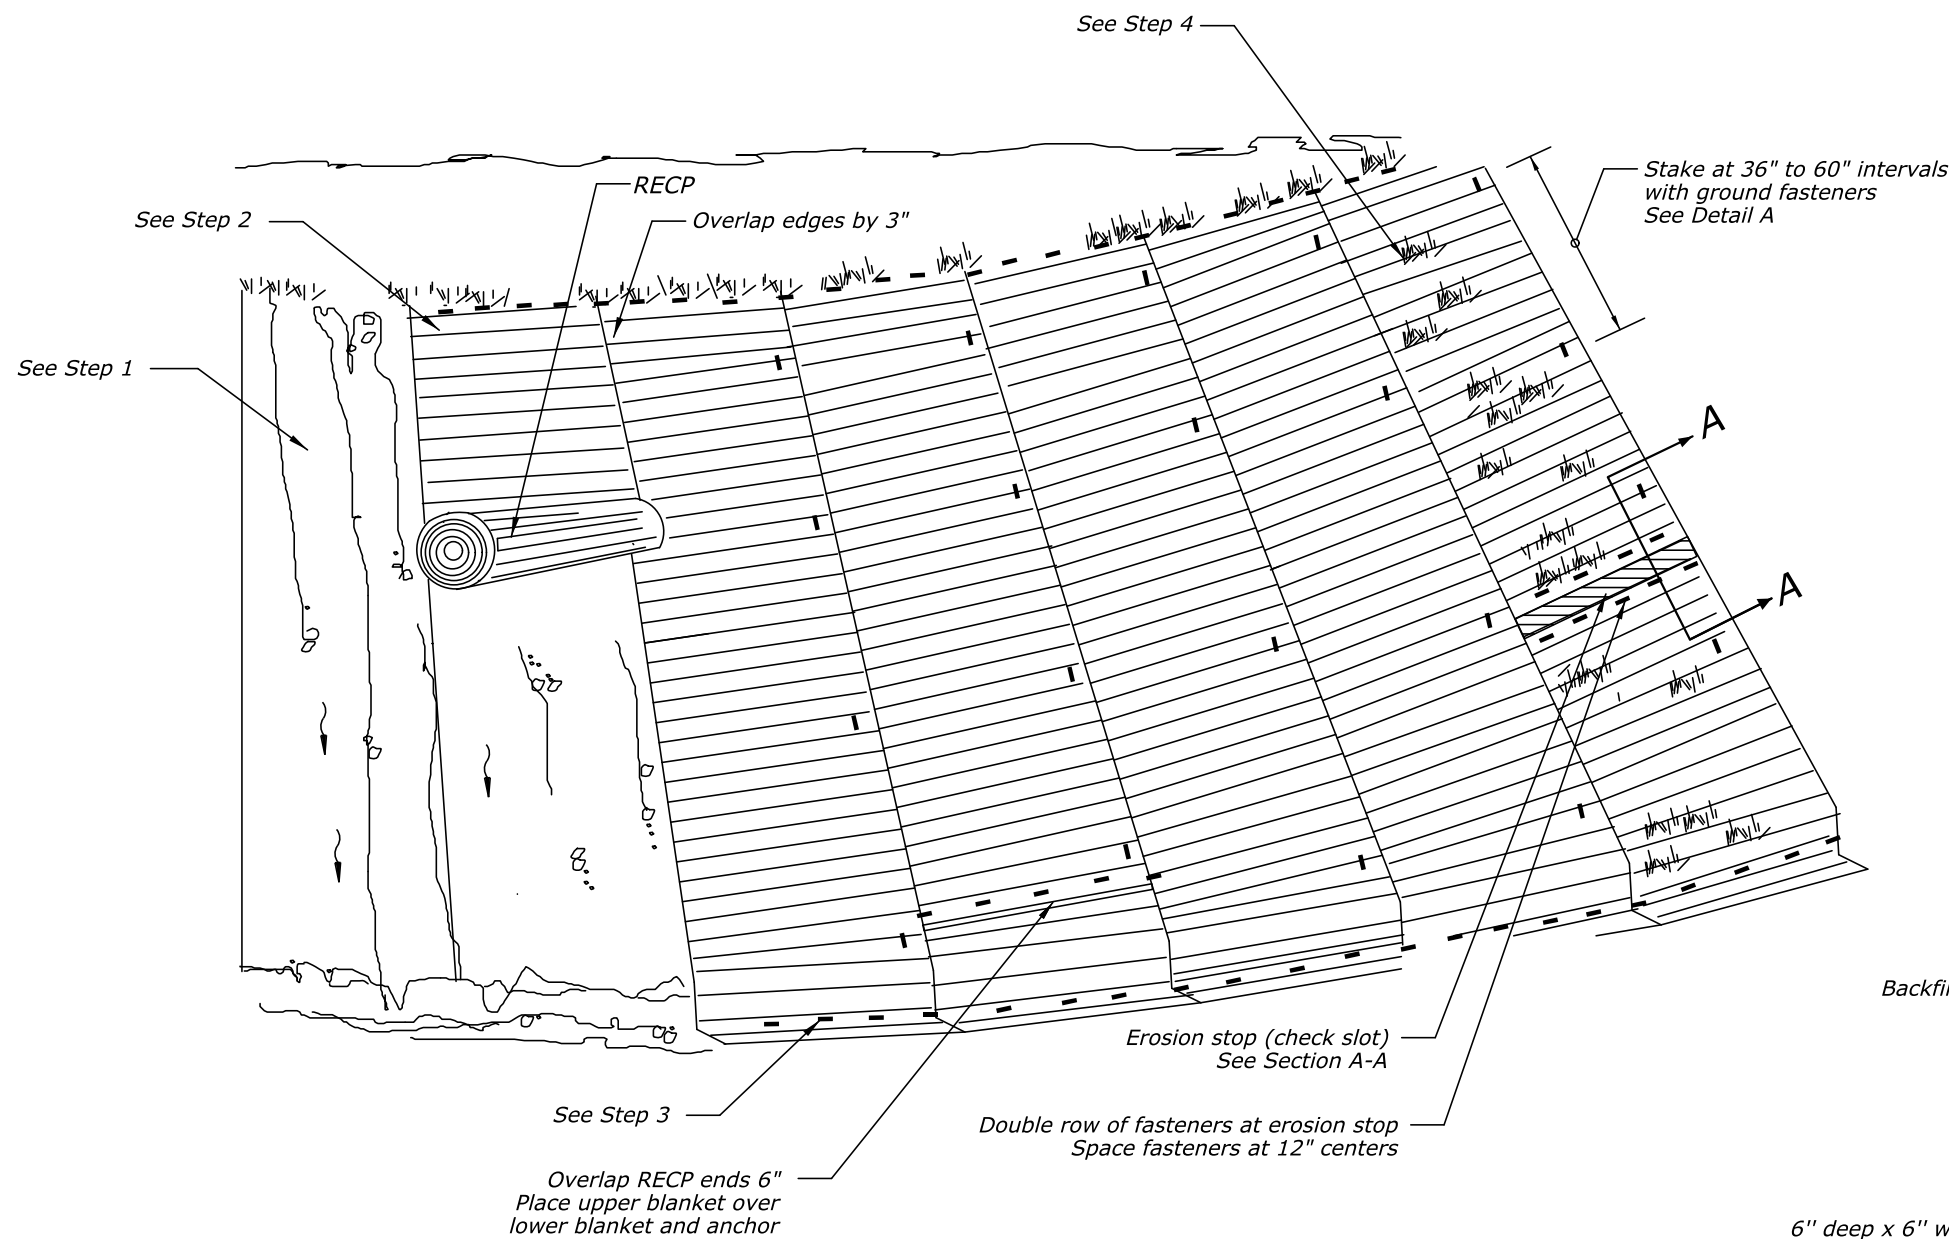 See Step 4
Stake at 36" to 60" intervals
with ground fasteners
See Detail A
RECP
See Step 2
Overlap edges by 3"
See Step 1
A
A
Erosion stop (check slot)
See Section A-A
See Step 3
Double row of fasteners at erosion stop
Space fasteners at 12" centers
Overlap RECP ends 6"
Place upper blanket over
lower blanket and anchor
6'' deep x 6''